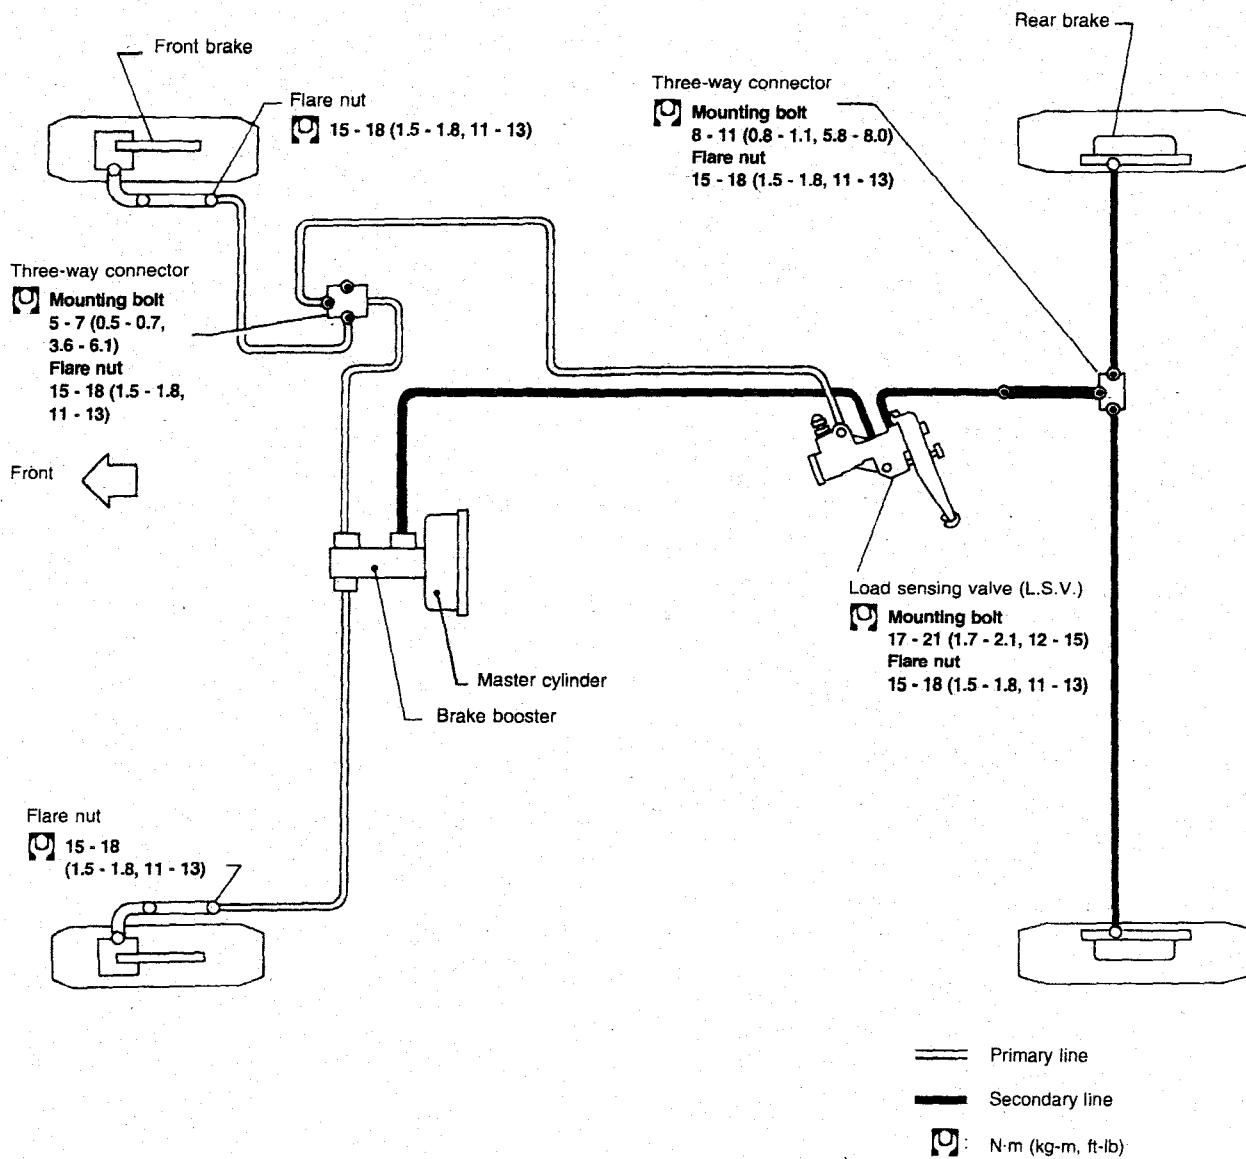 Front brake
Flare nut
15 - 18 (1.5 - 1.8, 11 - 13)
Three-way connector
Mounting bolt
8 - 11 (0.8 - 1.1, 5.8 - 8.0)
Flare nut
15 - 18 (1.5 - 1.8, 11 - 13)
Rear brake
Three-way connector
Mounting bolt
5 - 7 (0.5 - 0.7,
3.6 - 6.1)
Flare nut
15 - 18 (1.5 - 1.8,
11 - 13)
Front
Load sensing valve (L.S.V.)
Mounting bolt
17 - 21 (1.7 - 2.1, 12 - 15)
Flare nut
15 - 18 (1.5 - 1.8, 11 - 13)
Master cylinder
Brake booster
Flare nut
15 - 18
(1.5 - 1.8, 11 - 13)
Primary line
Secondary line
: N·m (kg-m, ft-lb)